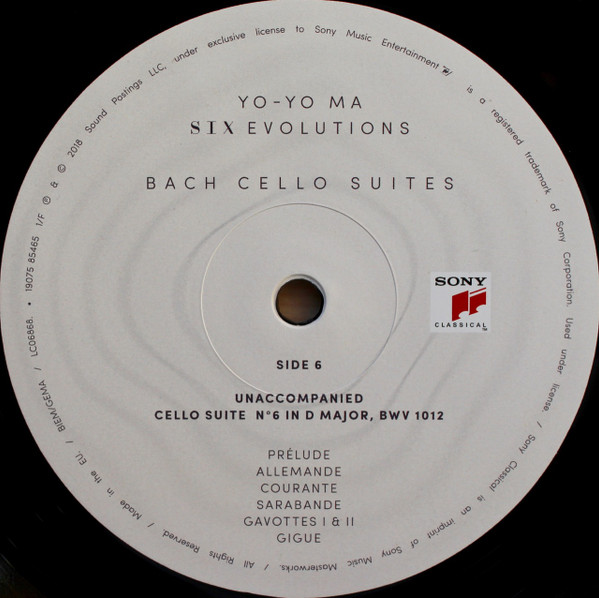 YO-YO MA
SIX EVOLUTIONS
BACH CELLO SUITES
SONY
CLASSICAL™
SIDE 6
UNACCOMPANIED
CELLO SUITE N°6 IN D MAJOR, BWV 1012
PRÉLUDE
ALLEMANDE
COURANTE
SARABANDE
GAVOTTES I & II
GIGUE
℗ & © 2018 Sound Postings LLC, under exclusive license to Sony Music Entertainment / is a registered trademark of Sony Corporation. Used under license. / Sony Classical is an imprint of Sony Music Masterworks. / All Rights Reserved. / Made in the EU. / BIEM/GEMA / LC06868. • 19075 85465 1/F